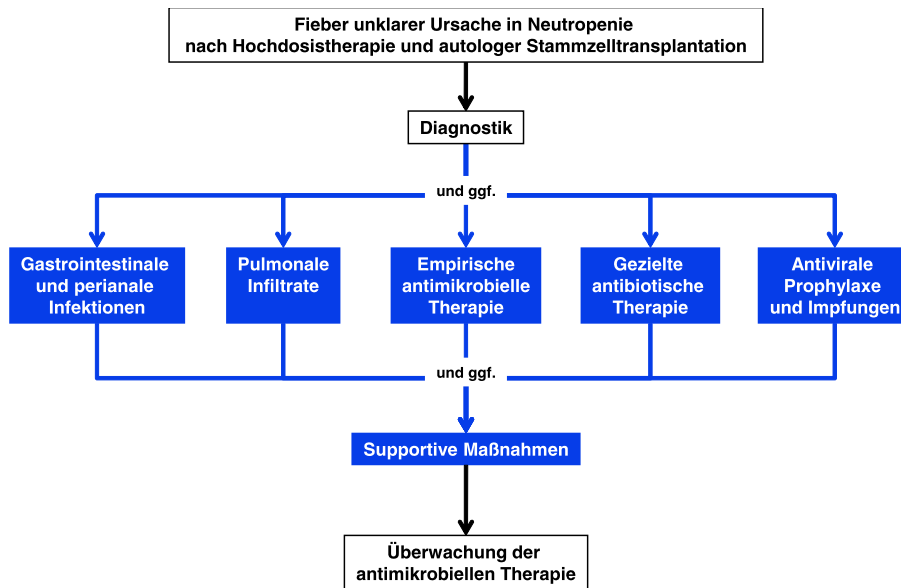 Fieber unklarer Ursache in Neutropenie
nach Hochdosistherapie und autologer Stammzelltransplantation
Diagnostik
und ggf.
Gastrointestinale
und perianale
Infektionen
Pulmonale
Infiltrate
Empirische
antimikrobielle
Therapie
Gezielte
antibiotische
Therapie
Antivirale
Prophylaxe
und Impfungen
und ggf.
Supportive Maßnahmen
Überwachung der
antimikrobiellen Therapie